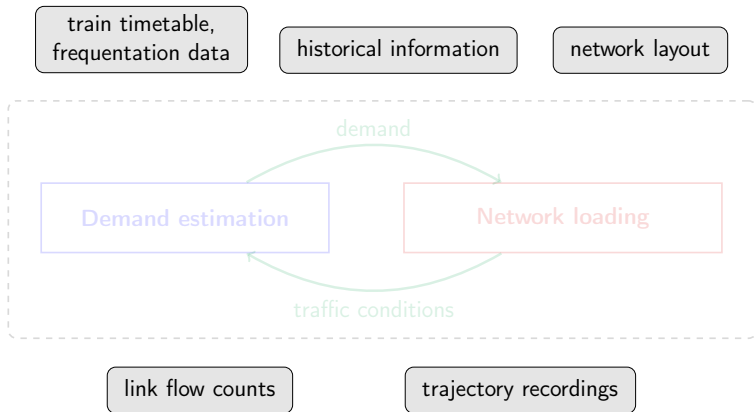 train timetable,
frequentation data
historical information
network layout
demand
Demand estimation
Network loading
traffic conditions
link flow counts
trajectory recordings